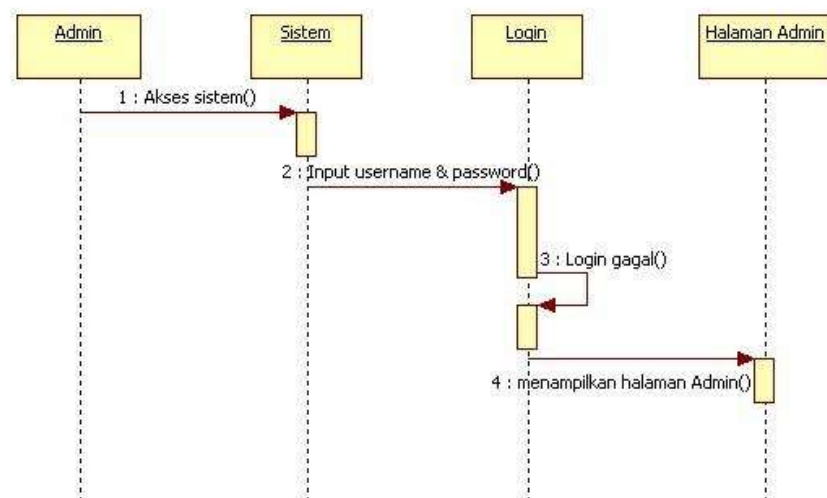 Admin
Sistem
Login
Halaman Admin
1 : Akses sistem()
2 : Input username & password()
3 : Login gagal()
4 : menampilkan halaman Admin()